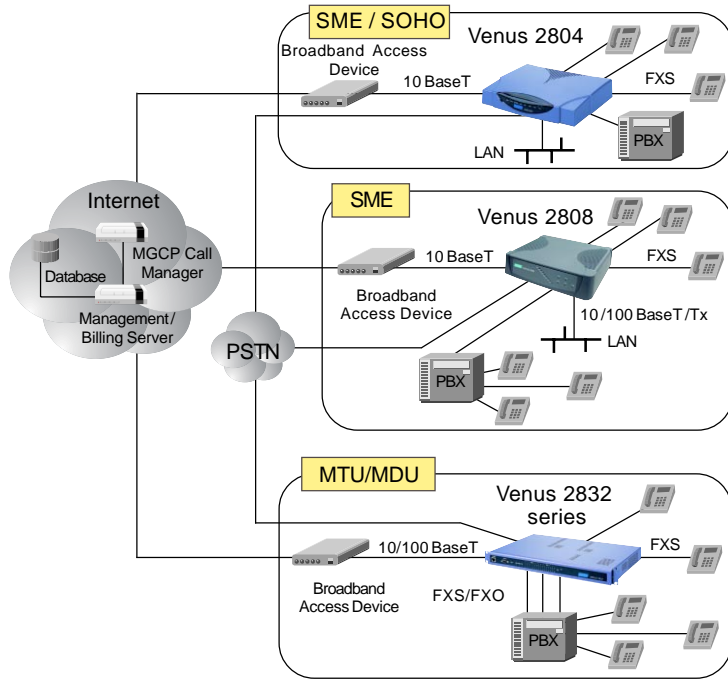 SME / SOHO
Venus 2804
Broadband Access
Device
10 BaseT
FXS
PBX
LAN
Internet
MGCP Call
Manager
Database
Management /
Billing Server
PSTN
SME
Venus 2808
10 BaseT
FXS
Broadband
Access Device
10/100 BaseT/Tx
LAN
PBX
MTU/MDU
Venus 2832
series
10/100 BaseT
FXS
Broadband
Access Device
FXS/FXO
PBX